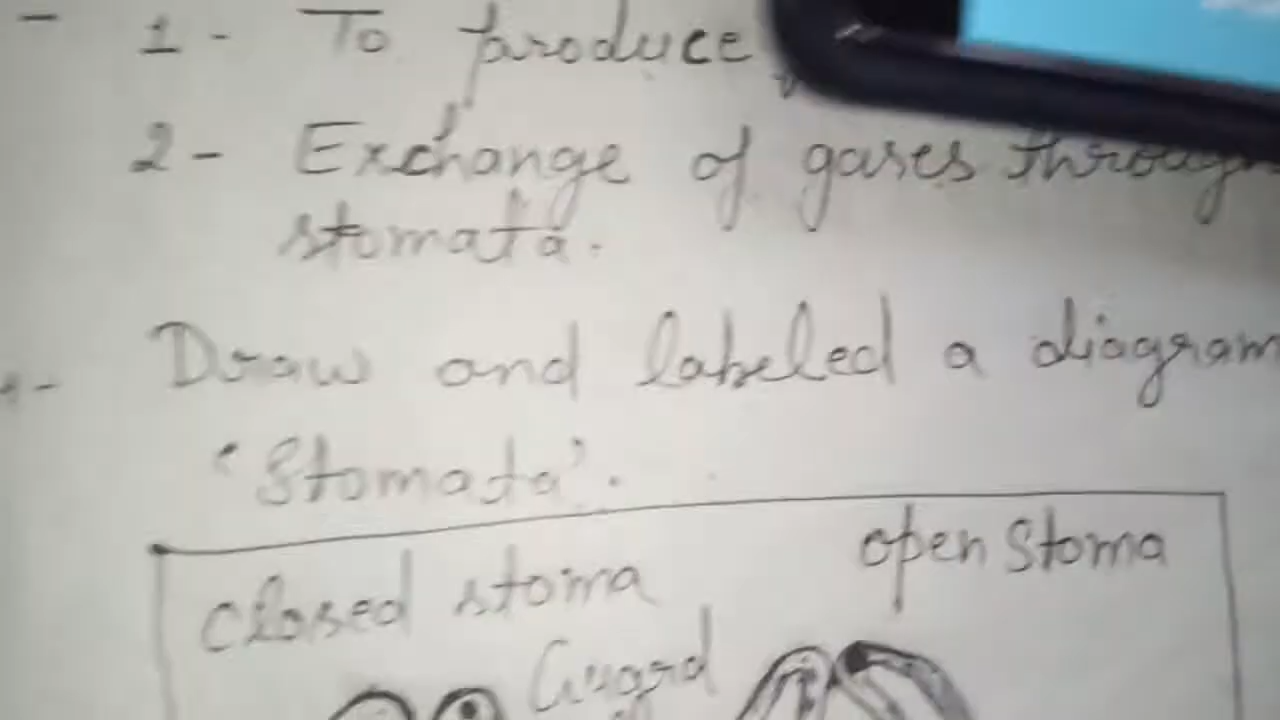 1 - To produce
2 - Exchange of gases through
stomata.
Draw and labeled a diagram
'Stomata'.
closed stoma
open stoma
Guard